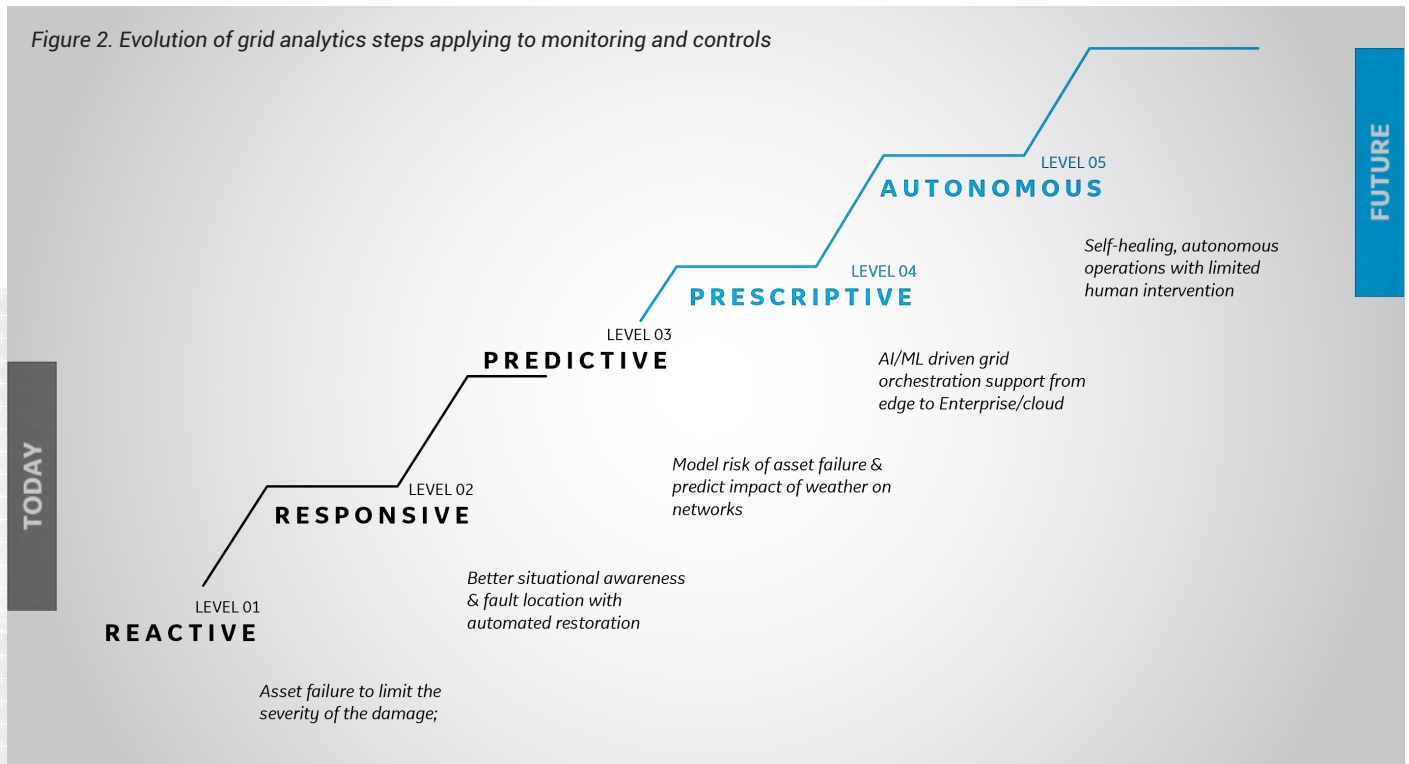 Figure 2. Evolution of grid analytics steps applying to monitoring and controls
FUTURE
LEVEL 05
AUTONOMOUS
Self-healing, autonomous
operations with limited
human intervention
LEVEL 04
PRESCRIPTIVE
AI/ML driven grid
orchestration support from
edge to Enterprise/cloud
LEVEL 03
PREDICTIVE
Model risk of asset failure &
predict impact of weather on
networks
TODAY
LEVEL 02
RESPONSIVE
Better situational awareness
& fault location with
automated restoration
LEVEL 01
REACTIVE
Asset failure to limit the
severity of the damage;